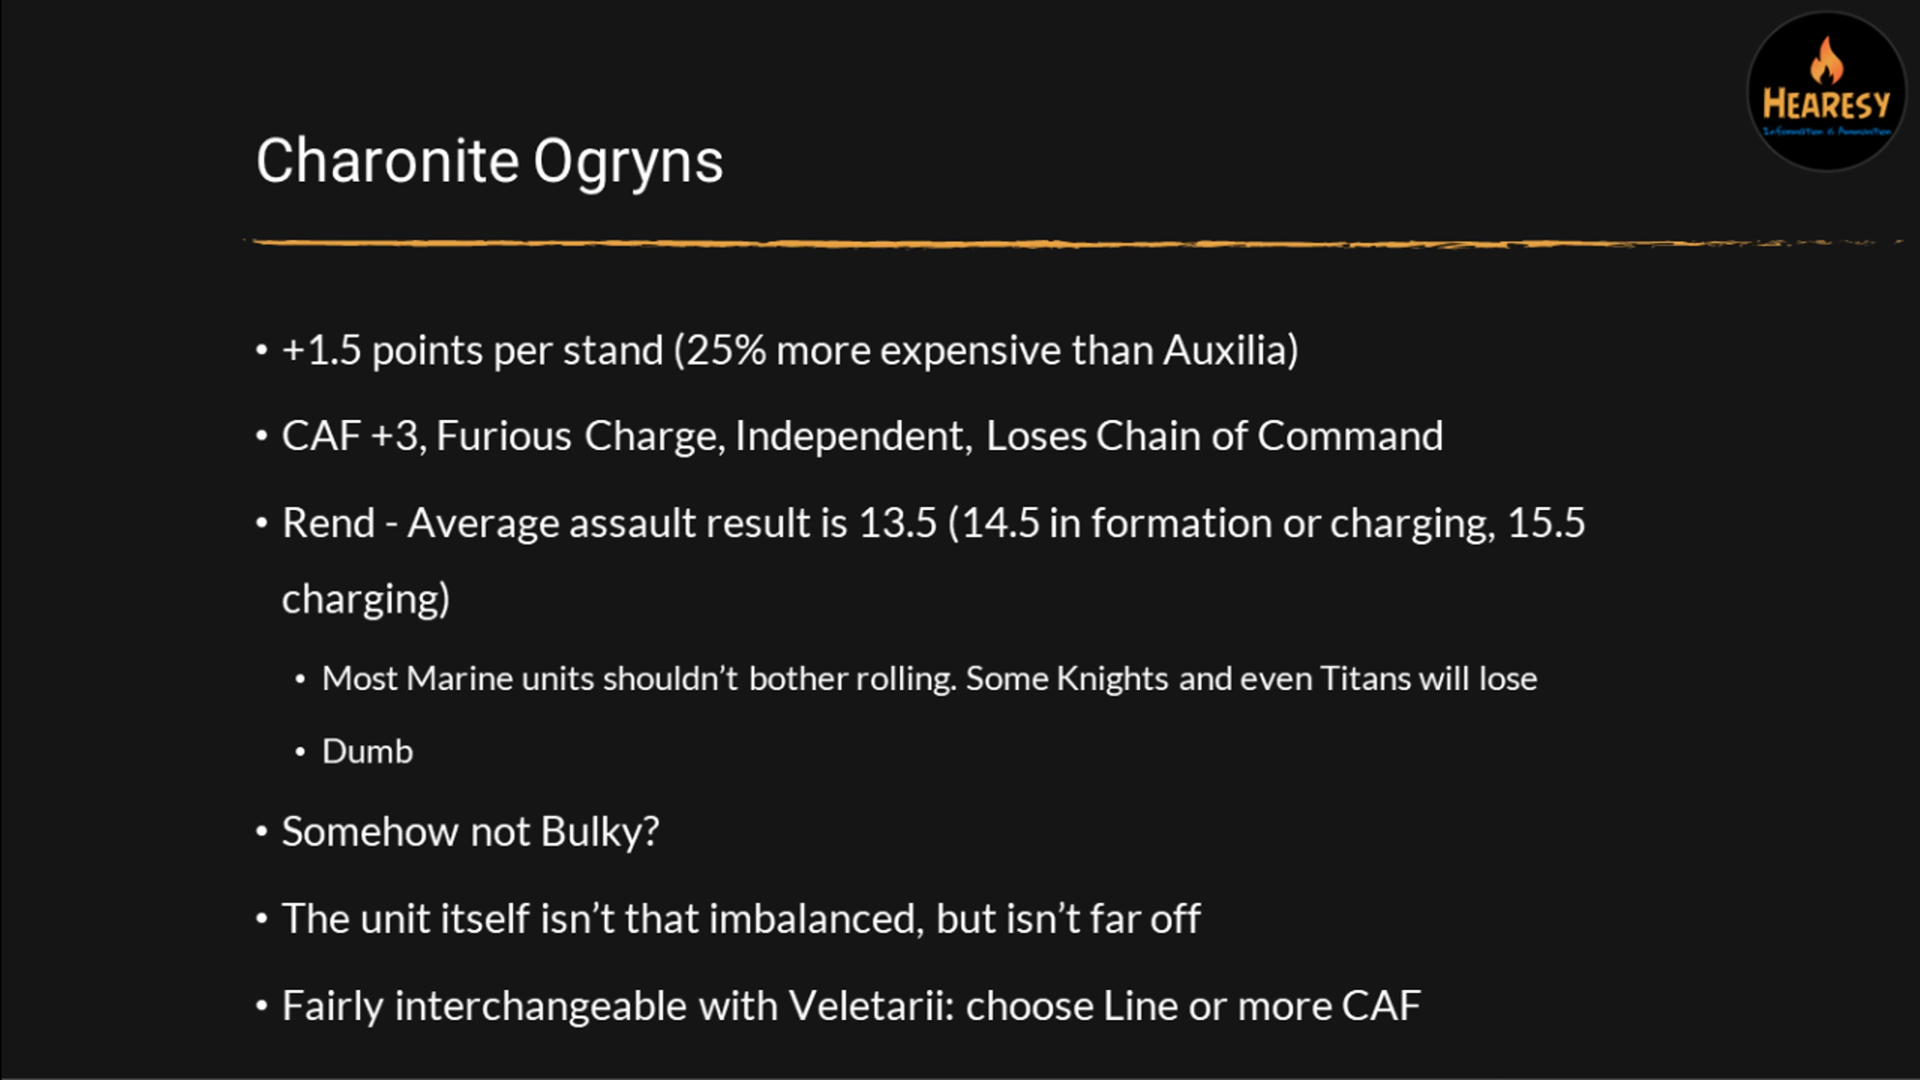 HEARESY
Information & Ammunition
Charonite Ogryns
• +1.5 points per stand (25% more expensive than Auxilia)
• CAF +3, Furious Charge, Independent, Loses Chain of Command
• Rend - Average assault result is 13.5 (14.5 in formation or charging, 15.5
charging)
• Most Marine units shouldn’t bother rolling. Some Knights and even Titans will lose
• Dumb
• Somehow not Bulky?
• The unit itself isn’t that imbalanced, but isn’t far off
• Fairly interchangeable with Veletarii: choose Line or more CAF